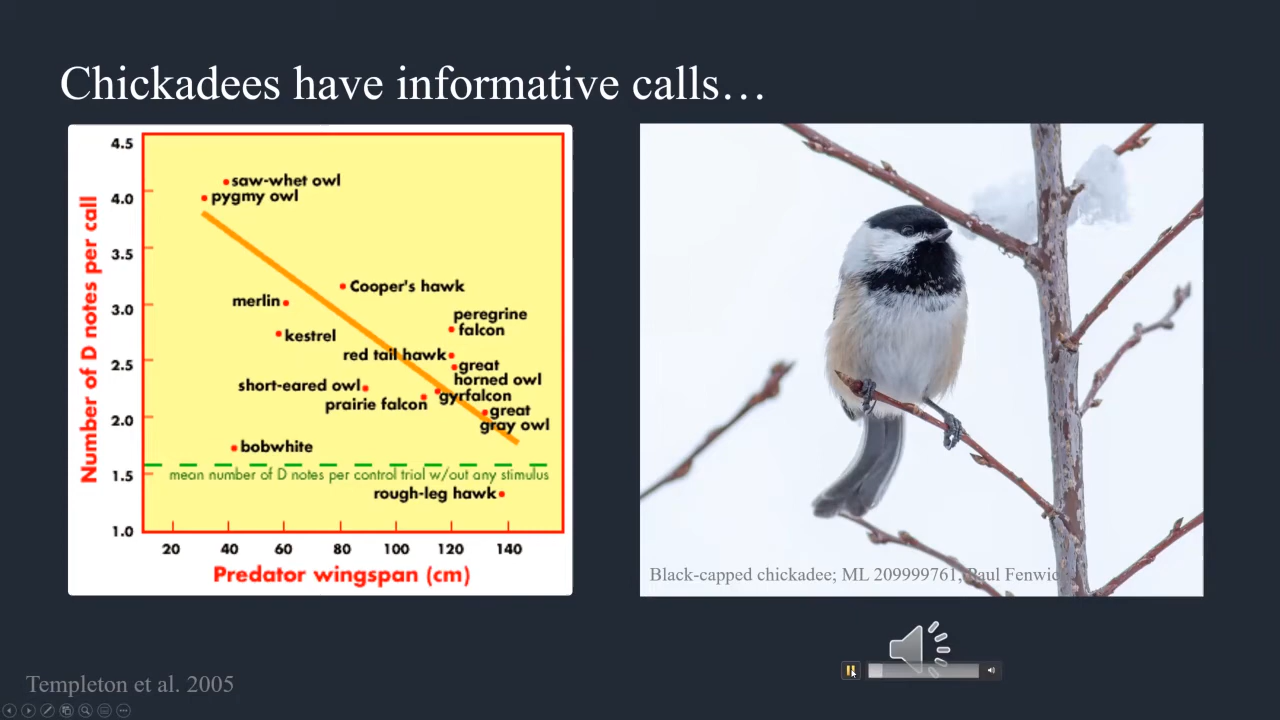 Chickadees have informative calls…
Number of D notes per call
4.5
4.0
3.5
3.0
2.5
2.0
1.5
1.0
saw-whet owl
pygmy owl
Cooper's hawk
merlin
peregrine
falcon
kestrel
red tail hawk
great
horned owl
short-eared owl
gyrfalcon
prairie falcon
great
gray owl
bobwhite
mean number of D notes per control trial w/out any stimulus
rough-leg hawk
20 40 60 80 100 120 140
Predator wingspan (cm)
Black-capped chickadee; ML 209999761, Paul Fenwick
Templeton et al. 2005